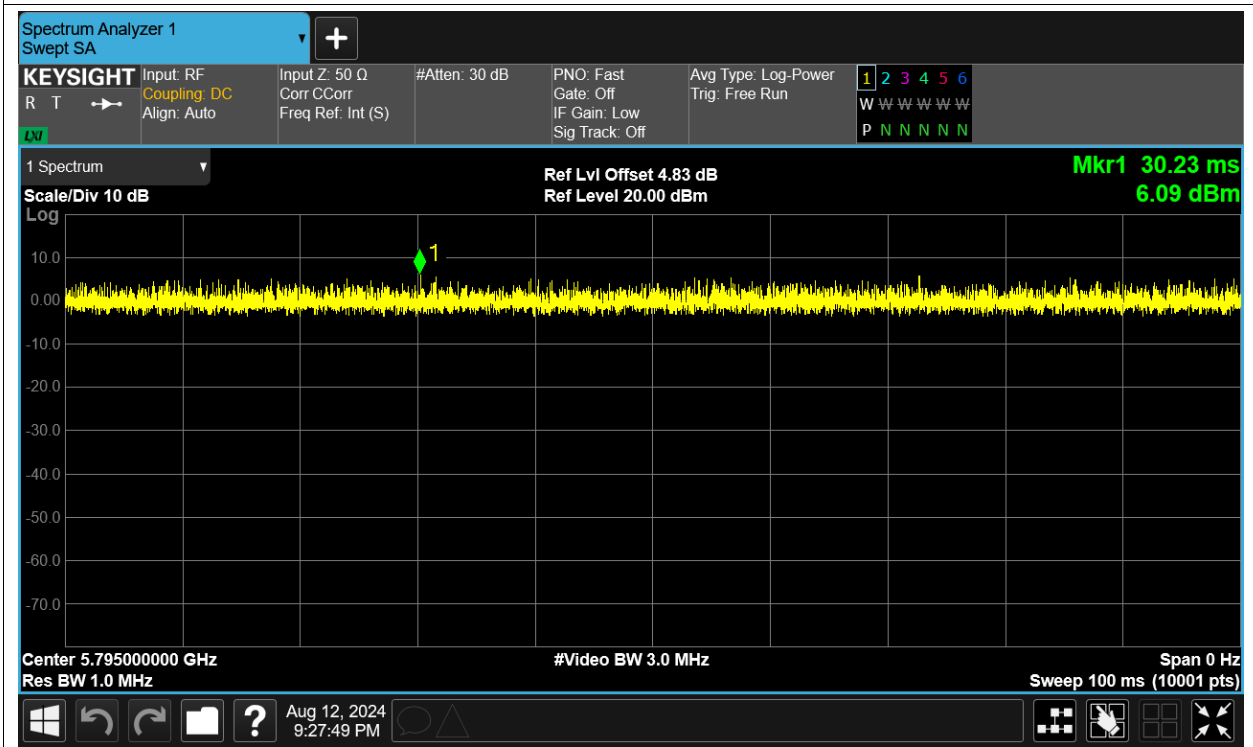 Spectrum Analyzer 1
Swept SA
KEYSIGHT
R T
LXI
Input: RF
Coupling: DC
Align: Auto
Input Z: 50 Ω
Corr CCorr
Freq Ref: Int (S)
#Atten: 30 dB
PNO: Fast
Gate: Off
IF Gain: Low
Sig Track: Off
Avg Type: Log-Power
Trig: Free Run
1 2 3 4 5 6
W W W W W W
P N N N N N
1 Spectrum
Scale/Div 10 dB
Log
Ref Lvl Offset 4.83 dB
Ref Level 20.00 dBm
Mkr1 30.23 ms
6.09 dBm
1
10.0
0.00
-10.0
-20.0
-30.0
-40.0
-50.0
-60.0
-70.0
Center 5.795000000 GHz
#Video BW 3.0 MHz
Span 0 Hz
Res BW 1.0 MHz
Sweep 100 ms (10001 pts)
?
Aug 12, 2024
9:27:49 PM